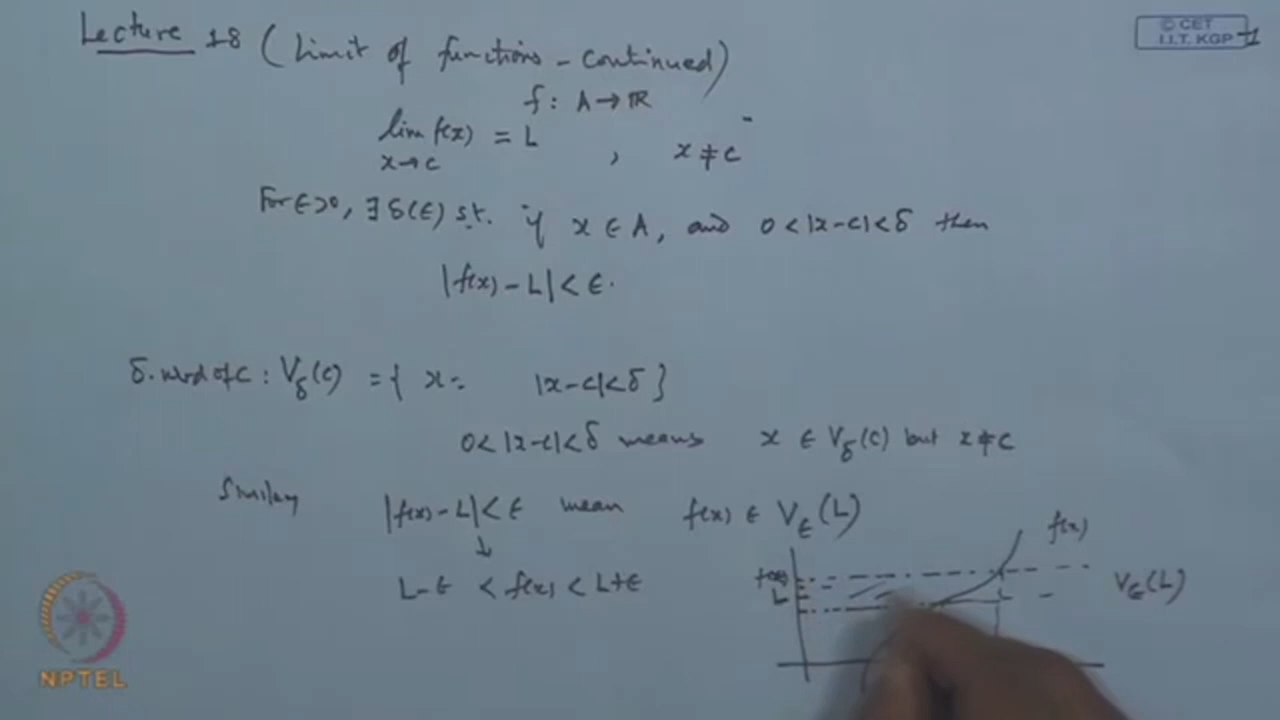 Lecture 18 (Limit of functions - continued)
© CET
I.I.T. KGP
f: A → ℝ
lim f(x) = L , x ≠ c
x → c
For ε>0, ∃ δ(ε) s.t. if x ∈ A, and 0<|x-c|<δ then
|f(x) - L| < ε.
δ. nbd of c : V_δ(c) = { x : |x-c|<δ }
0<|x-c|<δ means x ∈ V_δ(c) but x ≠ c
Similarly |f(x) - L| < ε mean f(x) ∈ V_ε(L)
↓
L-ε < f(x) < L+ε
f(x)
L
V_ε(L)
NPTEL